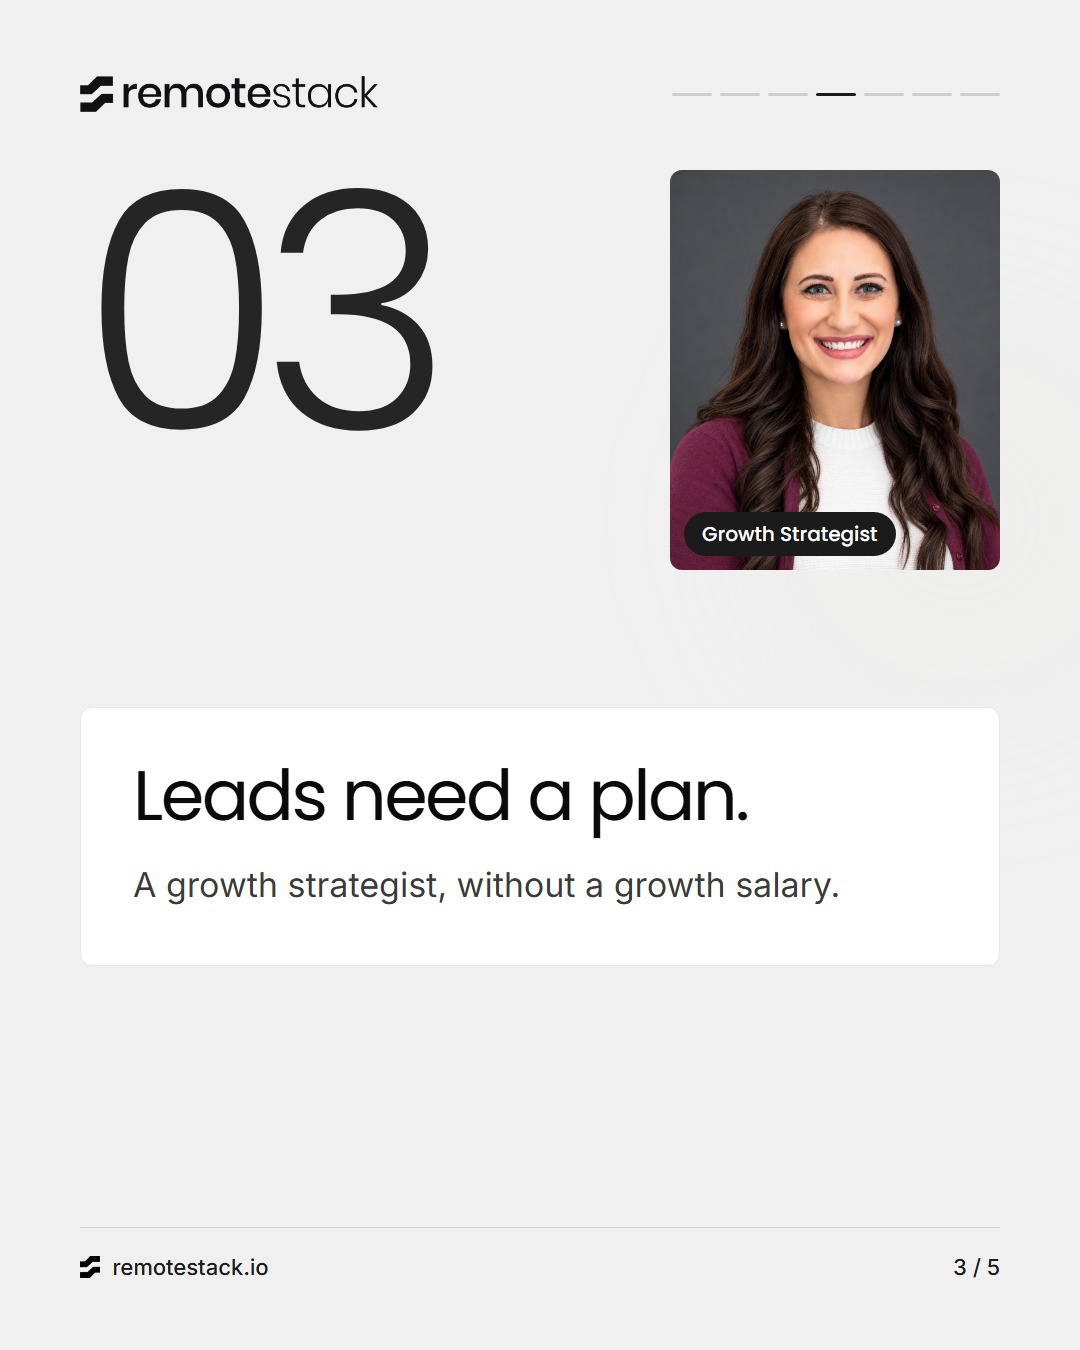 remotestack
03
Growth Strategist
Leads need a plan.
A growth strategist, without a growth salary.
remotestack.io
3 / 5